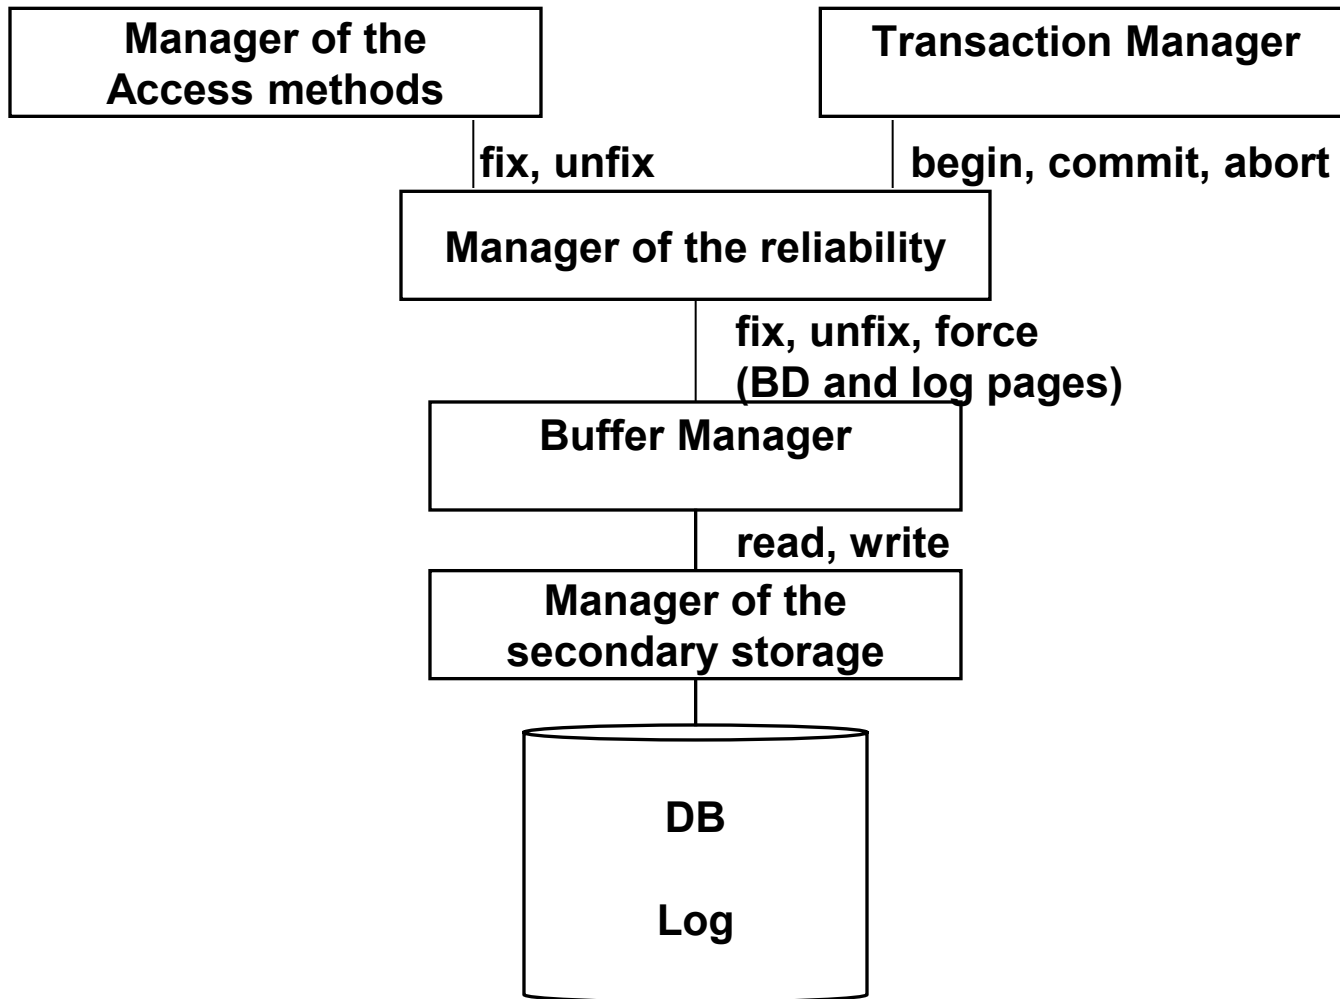 Manager of the
Access methods
Transaction Manager
fix, unfix
begin, commit, abort
Manager of the reliability
fix, unfix, force
(BD and log pages)
Buffer Manager
read, write
Manager of the
secondary storage
DB
Log